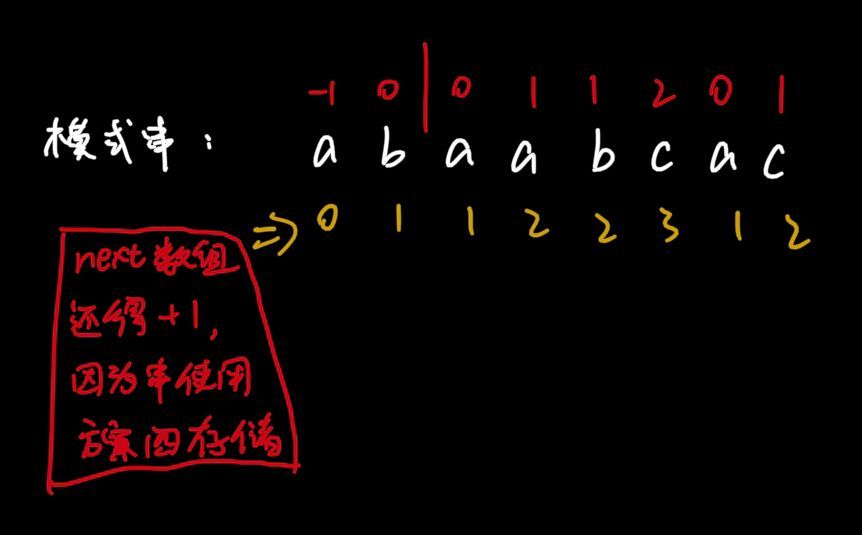 -1 0 | 0 1 1 2 0 1
模式串： a b a a b c a c
⇒ 0 1 1 2 2 3 1 2
next数组
还得+1，
因为串使用
方案四存储